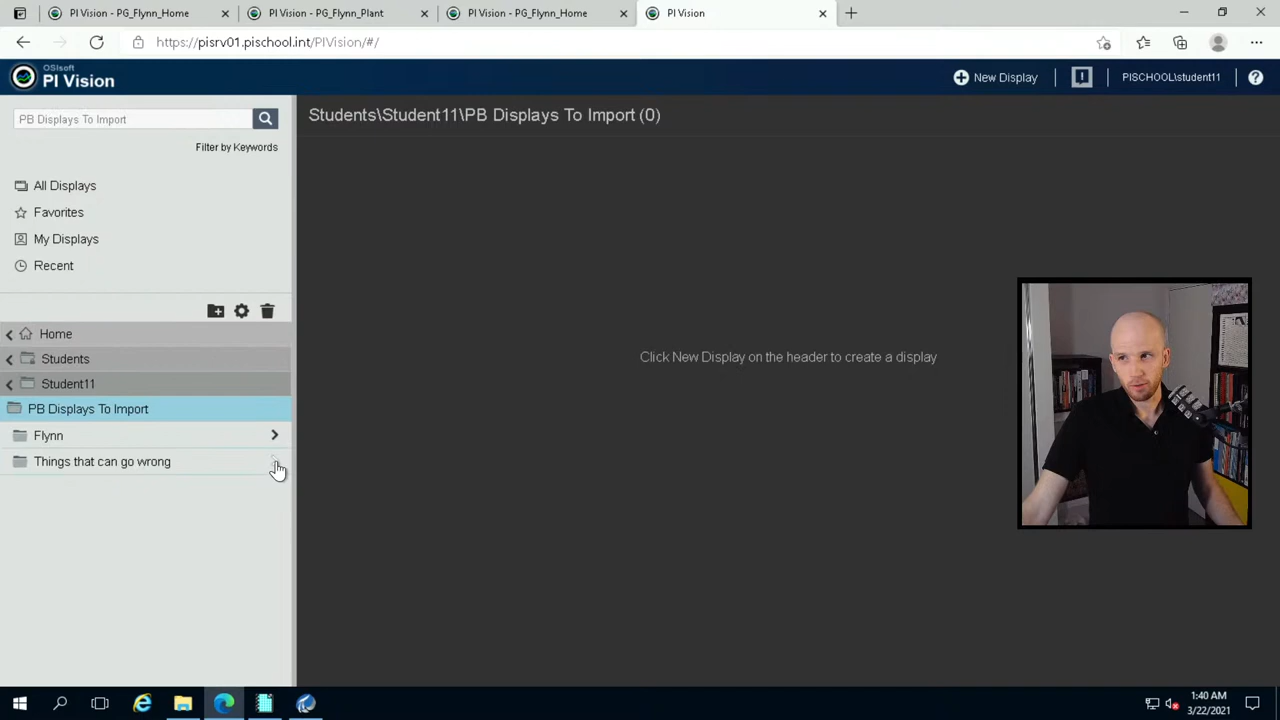 PI Vision - PG_Flynn_Home
PI Vision - PG_Flynn_Plant
PI Vision - PG_Flynn_Home
PI Vision
https://pisrv01.pischool.int/PIVision/#/
OSIsoft
PI Vision
New Display
PISCHOOL\student11
PB Displays To Import
Filter by Keywords
All Displays
Favorites
My Displays
Recent
Home
Students
Student11
PB Displays To Import
Flynn
Things that can go wrong
Students\Student11\PB Displays To Import (0)
Click New Display on the header to create a display
1:40 AM
3/22/2021